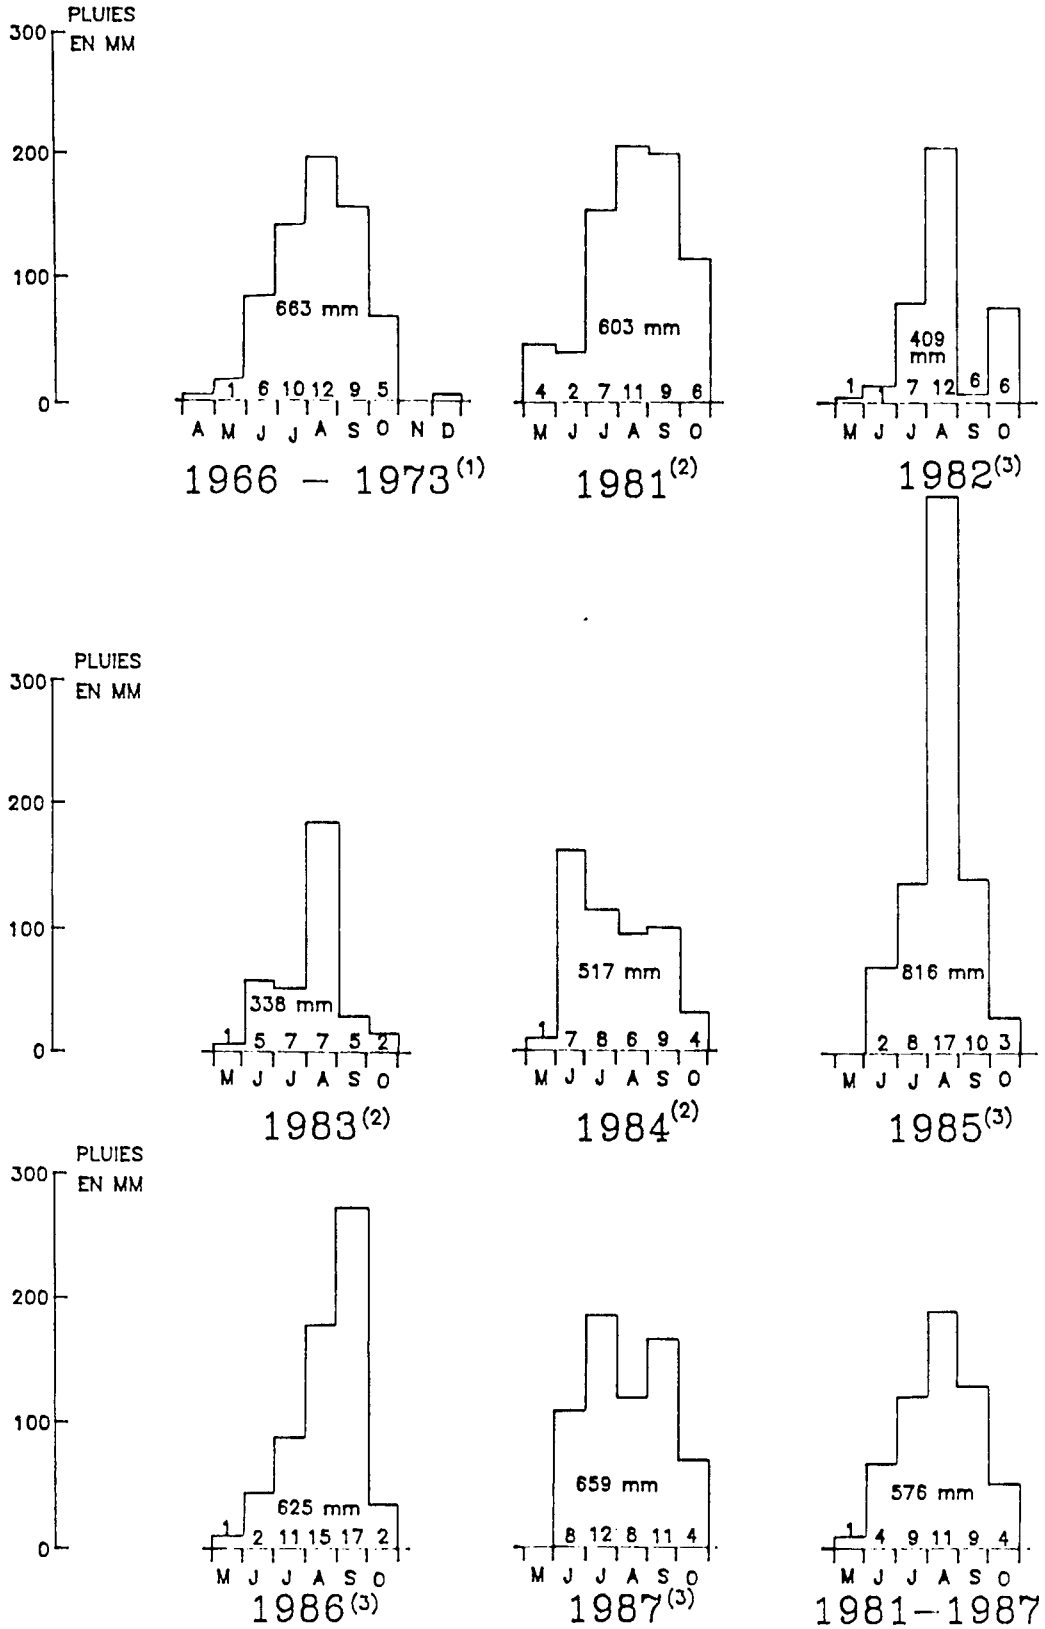 PLUIES
EN MM
300
200
100
0
663 mm
1 6 10 12 9 5
A M J J A S O N D
1966 – 1973(1)
603 mm
4 2 7 11 9 6
M J J A S O
1981(2)
409
mm
1 1 7 12 6 6
M J J A S O
1982(3)
PLUIES
EN MM
300
200
100
0
338 mm
1 5 7 7 5 2
M J J A S O
1983(2)
517 mm
1 7 8 6 9 4
M J J A S O
1984(2)
816 mm
2 8 17 10 3
M J J A S O
1985(3)
PLUIES
EN MM
300
200
100
0
625 mm
1 2 11 15 17 2
M J J A S O
1986(3)
659 mm
8 12 8 11 4
M J J A S O
1987(3)
576 mm
1 4 9 11 9 4
M J J A S O
1981–1987